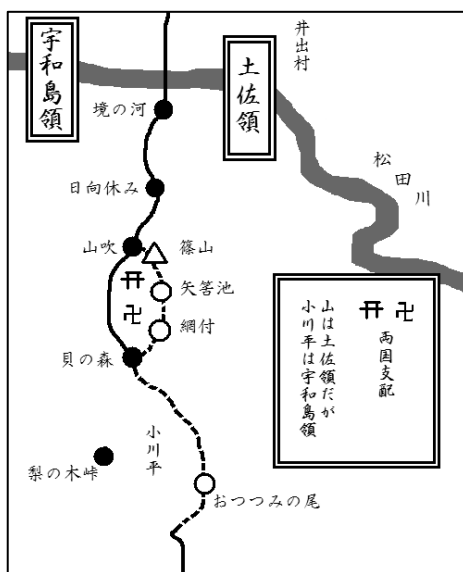 宇和島領
土佐領
井出村
松田川
境の河
日向休み
山吹
篠山
矢筈池
網付
貝の森
小川平
梨の木峠
おつつみの尾
卍
両国支配
山は土佐領だが
小川平は宇和島領